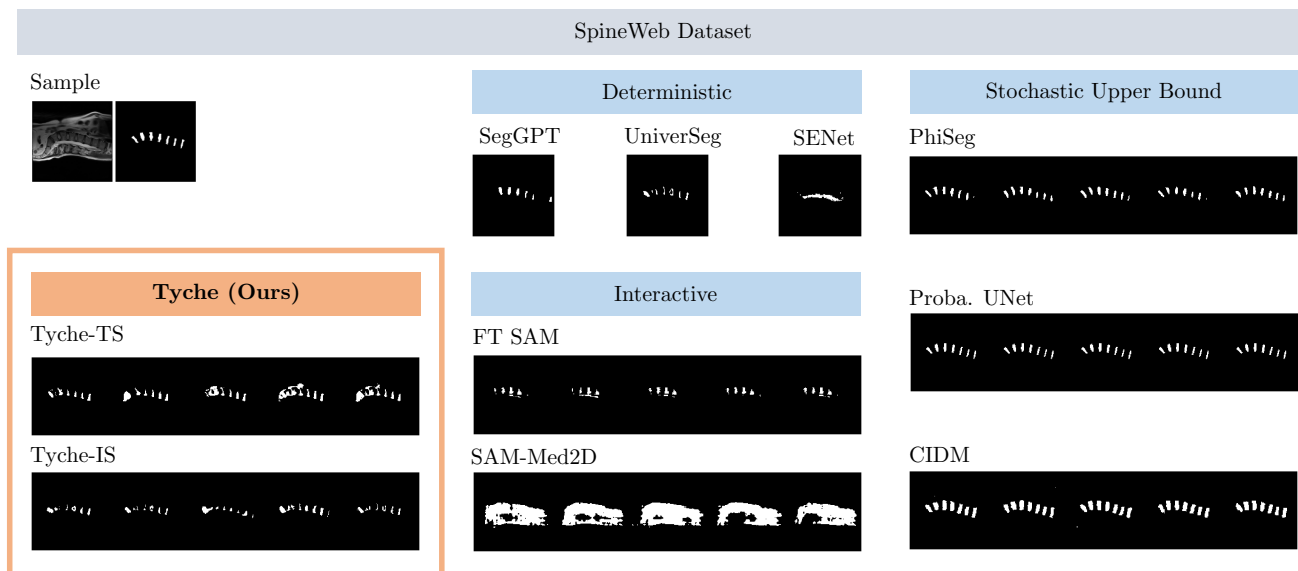 SpineWeb Dataset
Sample
Deterministic
Stochastic Upper Bound
SegGPT
UniverSeg
SENet
PhiSeg
Tyche (Ours)
Interactive
Proba. UNet
Tyche-TS
FT SAM
Tyche-IS
SAM-Med2D
CIDM